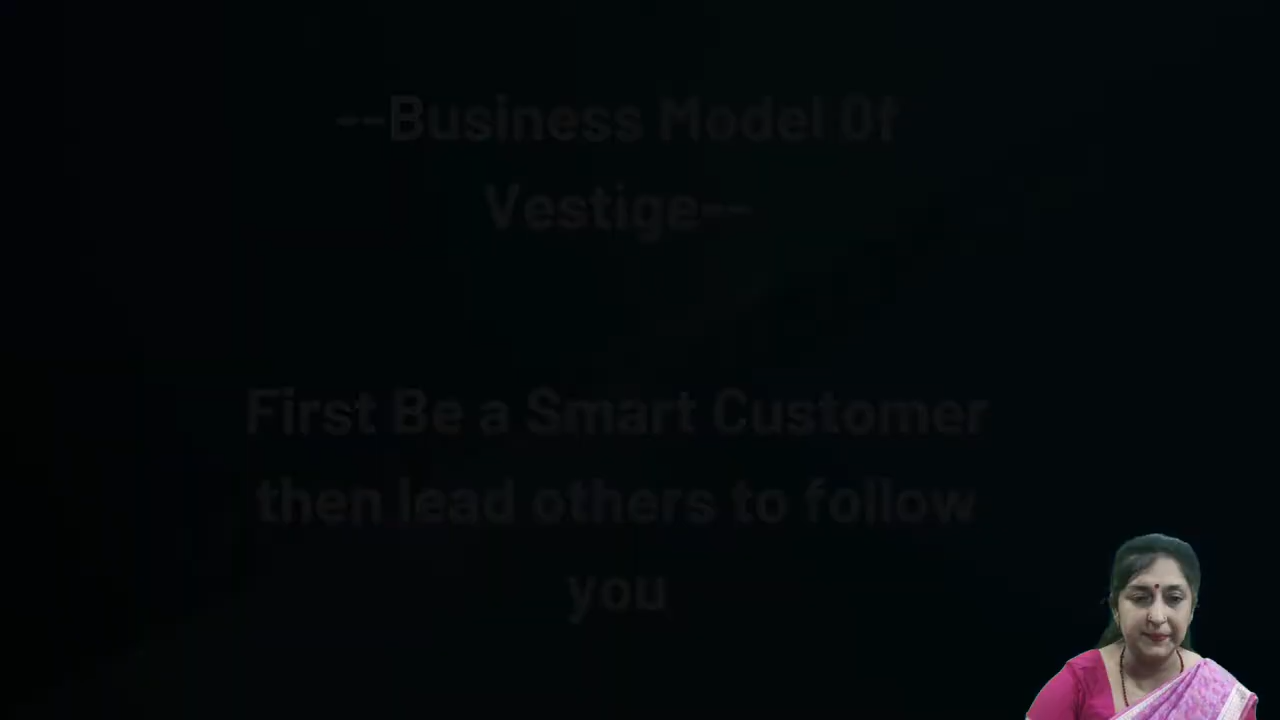 --Business Model Of
Vestige--
First Be a Smart Customer
then lead others to follow
you